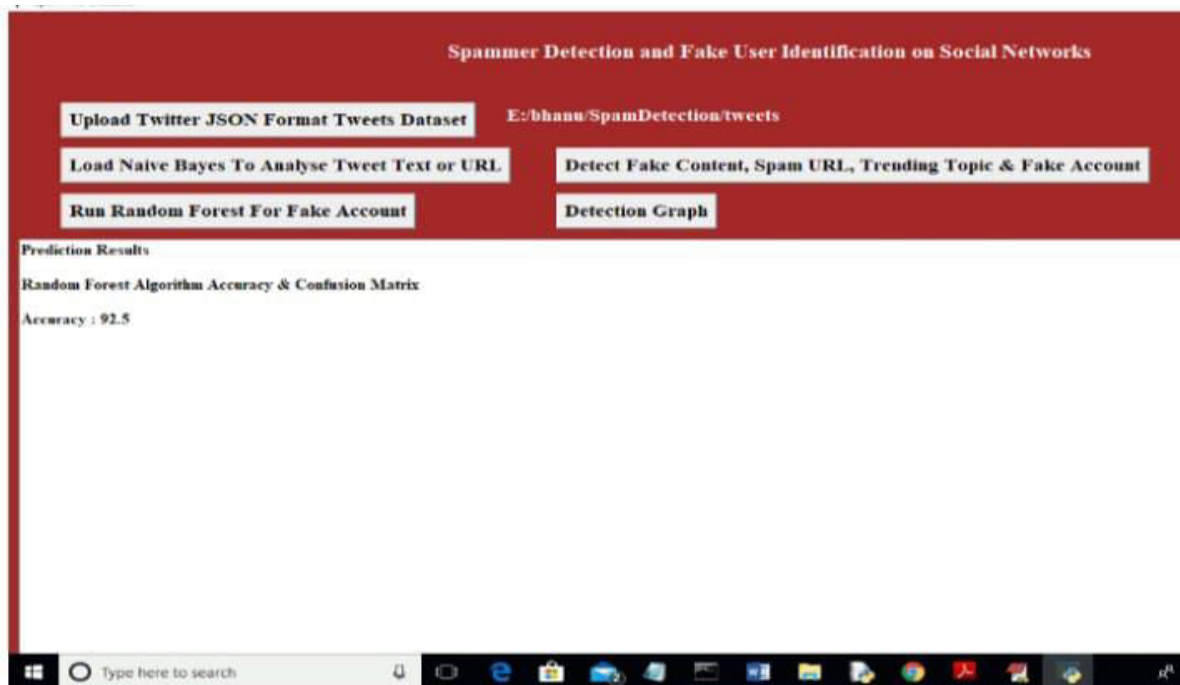 Spammer Detection and Fake User Identification on Social Networks
Upload Twitter JSON Format Tweets Dataset E:/bhanu/SpamDetection/tweets
Load Naive Bayes To Analyse Tweet Text or URL Detect Fake Content, Spam URL, Trending Topic & Fake Account
Run Random Forest For Fake Account Detection Graph
Prediction Results
Random Forest Algorithm Accuracy & Confusion Matrix
Accuracy : 92.5
Type here to search